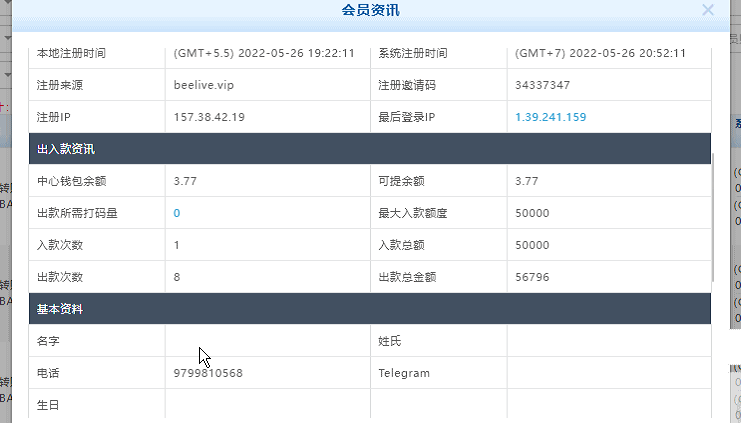 会员资讯
本地注册时间 (GMT+5.5) 2022-05-26 19:22:11 系统注册时间 (GMT+7) 2022-05-26 20:52:11
注册来源 beelive.vip 注册邀请码 34337347
注册IP 157.38.42.19 最后登录IP 1.39.241.159
出入款资讯
中心钱包余额 3.77 可提余额 3.77
出款所需打码量 0 最大入款额度 50000
入款次数 1 入款总额 50000
出款次数 8 出款总金额 56796
基本资料
名字 姓氏
电话 9799810568 Telegram
生日